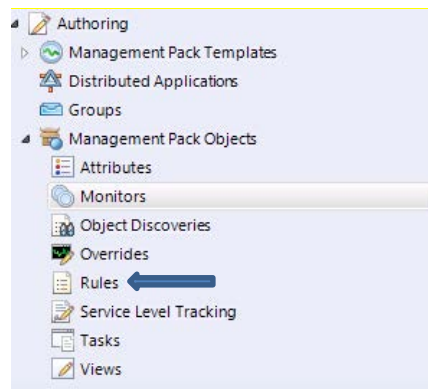 Authoring
Management Pack Templates
Distributed Applications
Groups
Management Pack Objects
Attributes
Monitors
Object Discoveries
Overrides
Rules
Service Level Tracking
Tasks
Views